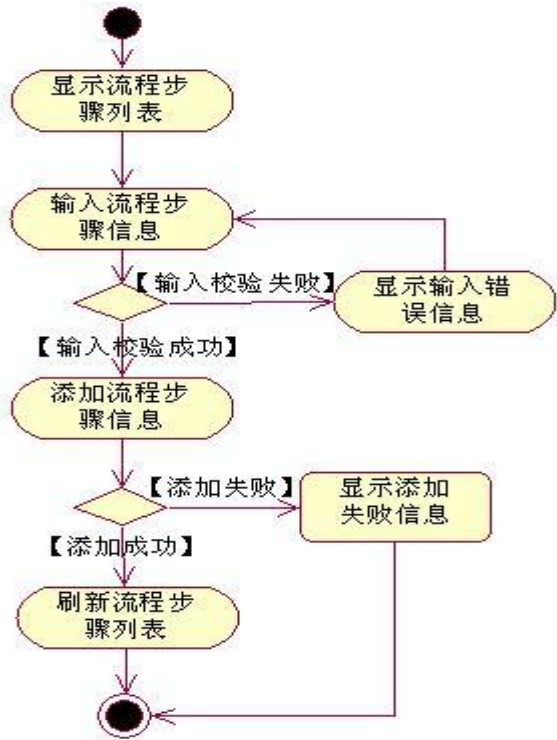 显示流程步
骤列表
输入流程步
骤信息
【输入校验失败】
显示输入错
误信息
【输入校验成功】
添加流程步
骤信息
【添加失败】
显示添加
失败信息
【添加成功】
刷新流程步
骤列表